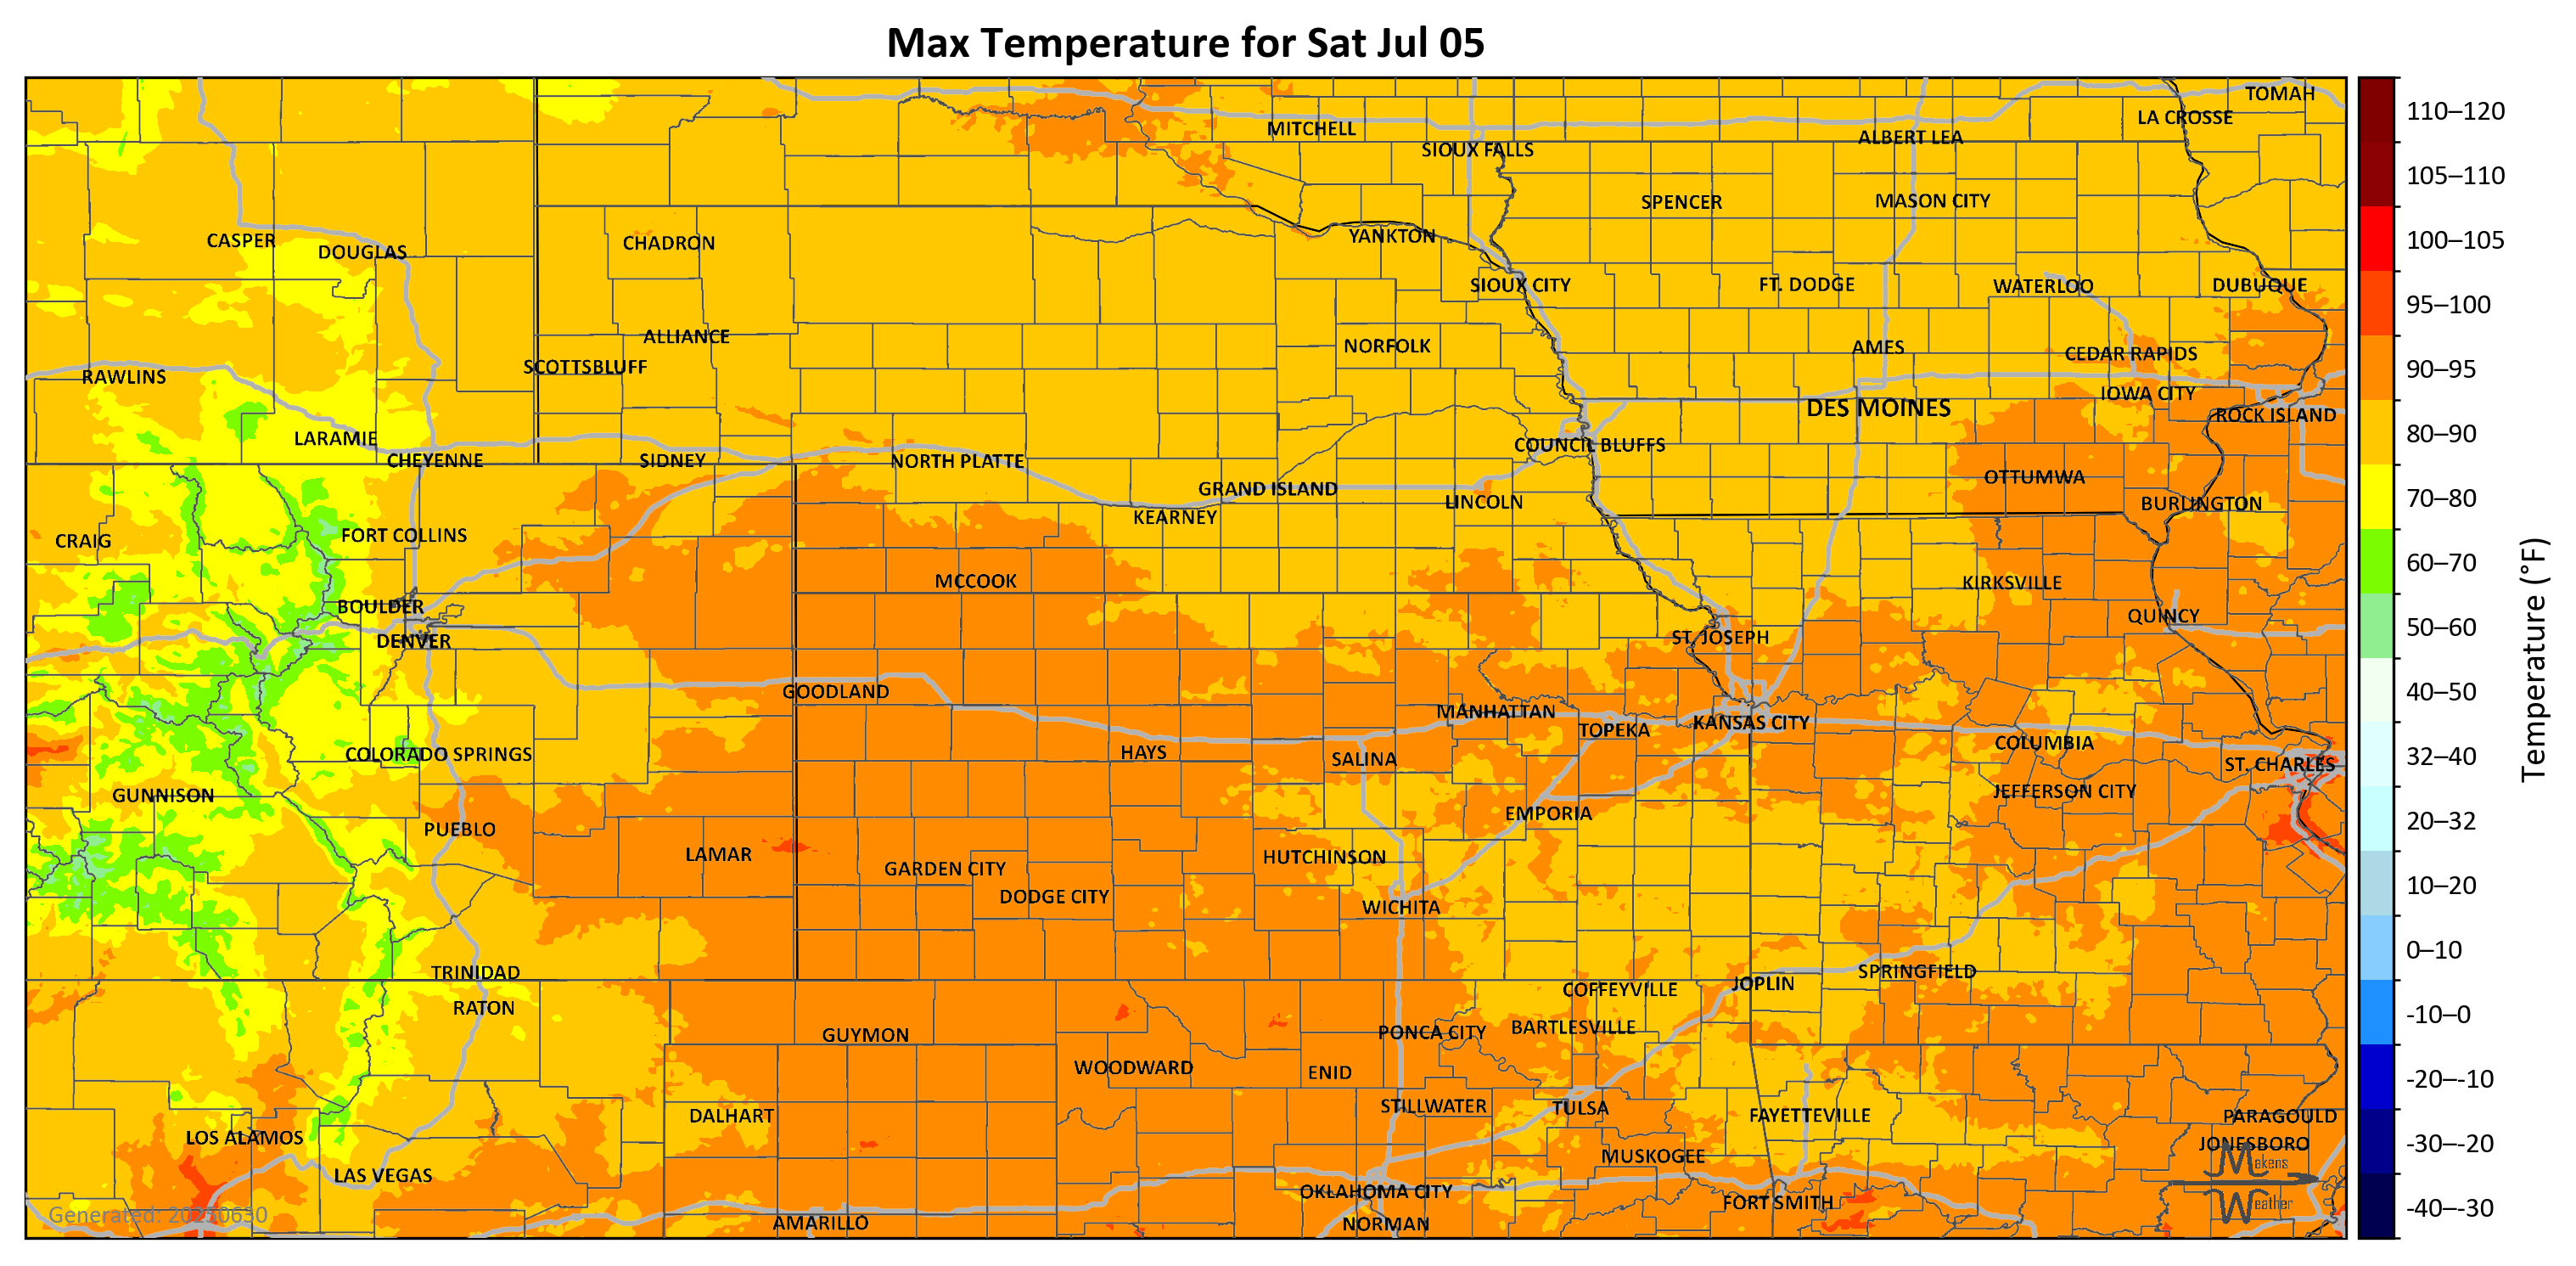 Max Temperature for Sat Jul 05
TOMAH
LA CROSSE
MITCHELL
ALBERT LEA
SIOUX FALLS
SPENCER
MASON CITY
CASPER
DOUGLAS
CHADRON
YANKTON
SIOUX CITY
FT. DODGE
WATERLOO
DUBUQUE
ALLIANCE
NORFOLK
AMES
CEDAR RAPIDS
SCOTTSBLUFF
RAWLINS
IOWA CITY
DES MOINES
ROCK ISLAND
LARAMIE
COUNCIL BLUFFS
CHEYENNE
SIDNEY
NORTH PLATTE
OTTUMWA
GRAND ISLAND
LINCOLN
BURLINGTON
KEARNEY
FORT COLLINS
CRAIG
MCCOOK
KIRKSVILLE
BOULDER
QUINCY
DENVER
ST. JOSEPH
GOODLAND
MANHATTAN
KANSAS CITY
TOPEKA
COLUMBIA
COLORADO SPRINGS
HAYS
SALINA
ST. CHARLES
GUNNISON
JEFFERSON CITY
EMPORIA
PUEBLO
LAMAR
HUTCHINSON
GARDEN CITY
DODGE CITY
WICHITA
TRINIDAD
SPRINGFIELD
JOPLIN
COFFEYVILLE
RATON
BARTLESVILLE
PONCA CITY
GUYMON
WOODWARD
ENID
STILLWATER
TULSA
DALHART
FAYETTEVILLE
PARAGOULD
LOS ALAMOS
JONESBORO
MUSKOGEE
LAS VEGAS
OKLAHOMA CITY
FORT SMITH
AMARILLO
NORMAN
Generated: 20250630
Makens
Weather
110–120
105–110
100–105
95–100
90–95
80–90
70–80
60–70
50–60
40–50
32–40
20–32
10–20
0–10
-10–0
-20–-10
-30–-20
-40–-30
Temperature (°F)